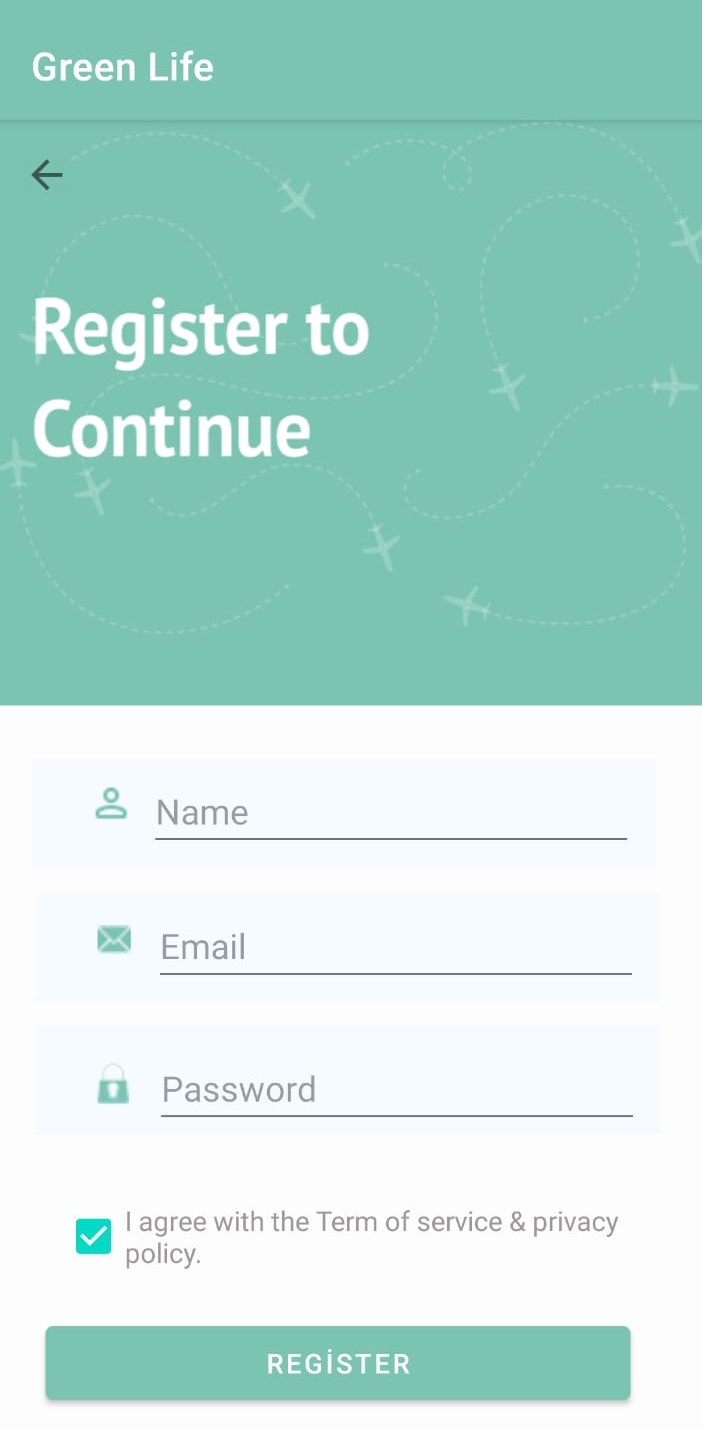 Green Life
Register to
Continue
Name
Email
Password
I agree with the Term of service & privacy
policy.
REGİSTER